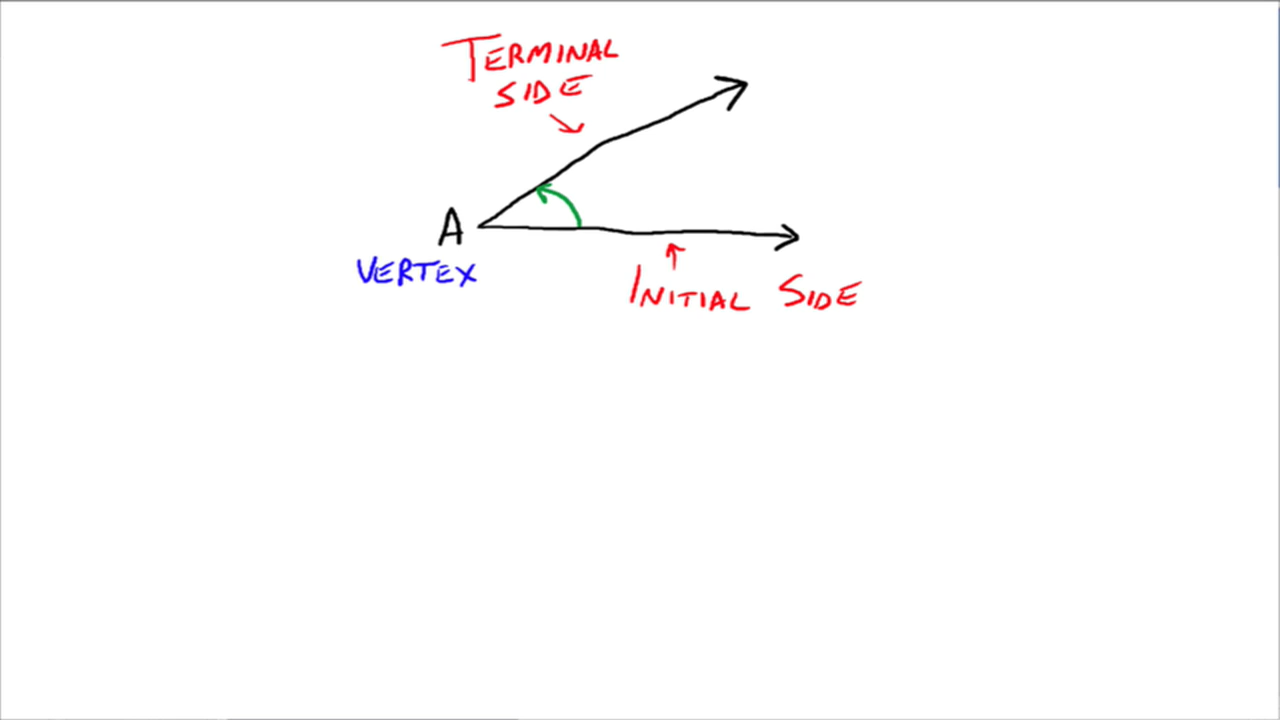 TERMINAL
SIDE
A
VERTEX
INITIAL SIDE